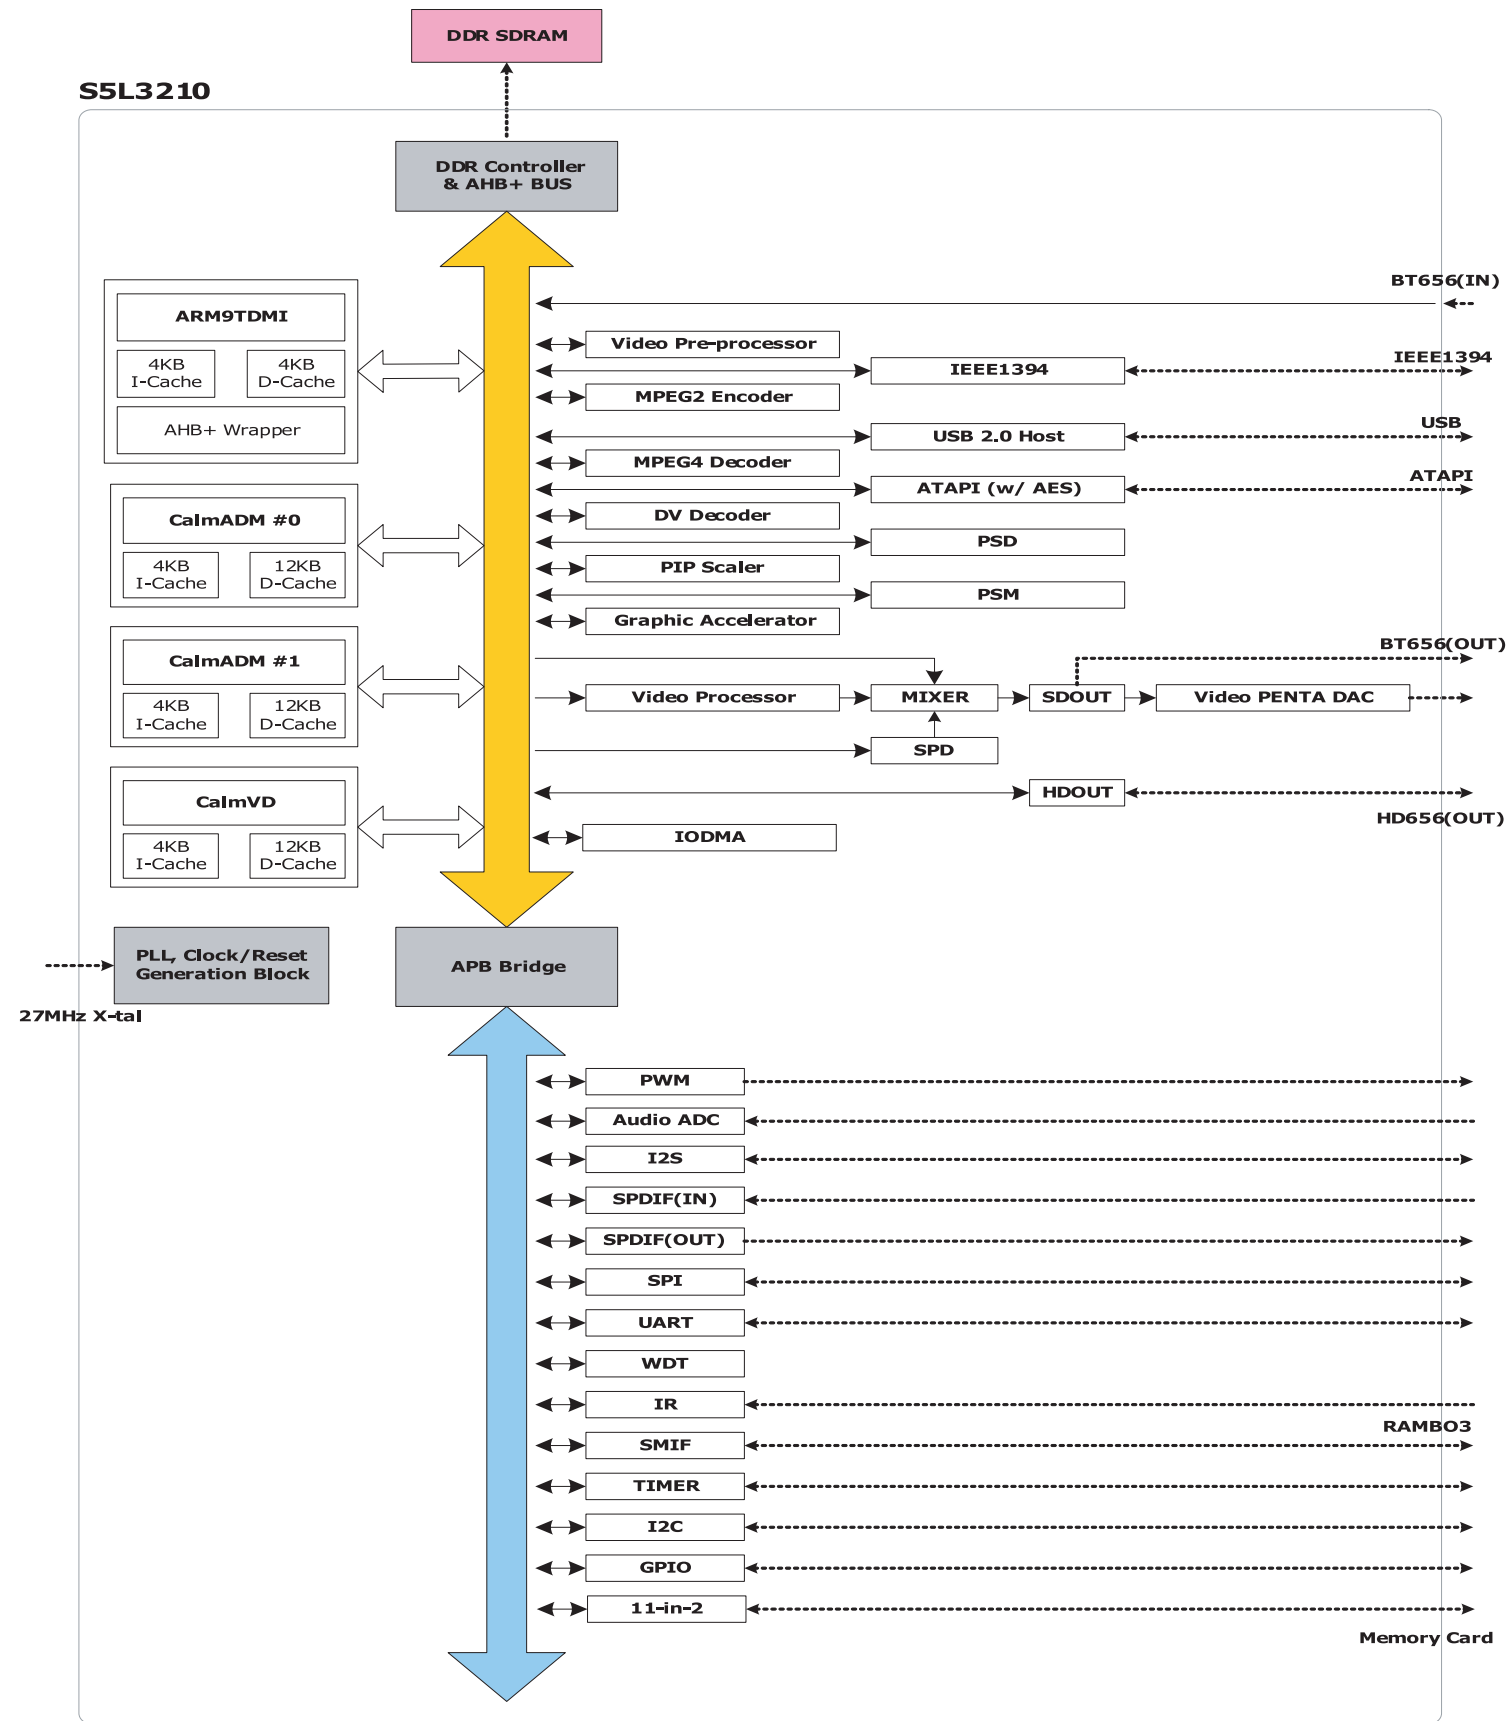 DDR SDRAM
S5L3210
DDR Controller
& AHB+ BUS
BT656(IN)
ARM9TDMI
4KB
I-Cache
4KB
D-Cache
AHB+ Wrapper
Video Pre-processor
IEEE1394
IEEE1394
MPEG2 Encoder
USB 2.0 Host
USB
MPEG4 Decoder
ATAPI (w/ AES)
ATAPI
CalmADM #0
4KB
I-Cache
12KB
D-Cache
DV Decoder
PSD
PIP Scaler
PSM
Graphic Accelerator
CalmADM #1
4KB
I-Cache
12KB
D-Cache
BT656(OUT)
Video Processor
MIXER
SDOUT
Video PENTA DAC
SPD
CalmVD
4KB
I-Cache
12KB
D-Cache
HDOUT
HD656(OUT)
IODMA
PLL, Clock/Reset
Generation Block
APB Bridge
27MHz X-tal
PWM
Audio ADC
I2S
SPDIF(IN)
SPDIF(OUT)
SPI
UART
WDT
IR
RAMBO3
SMIF
TIMER
I2C
GPIO
11-in-2
Memory Card